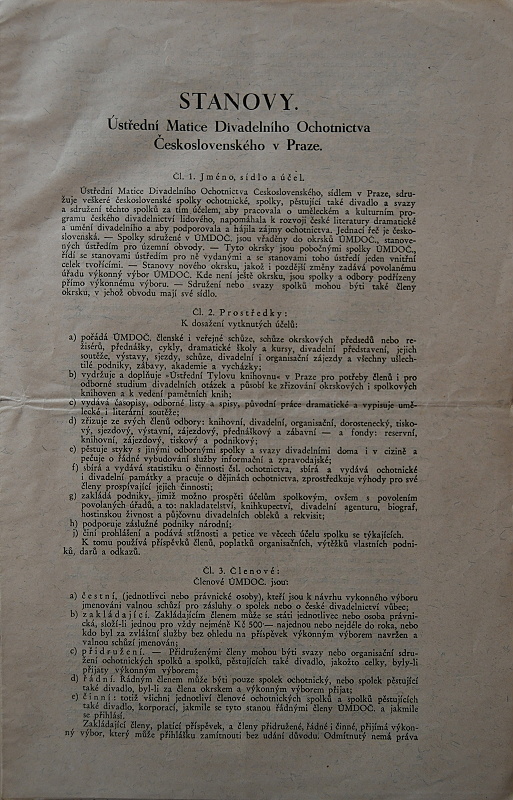 STANOVY.
Ústřední Matice Divadelního Ochotnictva
Československého v Praze.
Čl. 1. Jméno, sídlo a účel.
Ústřední Matice Divadelního Ochotnictva Československého, sídlem v Praze, sdru-
žuje veškeré československé spolky ochotnické, spolky, pěstující také divadlo a svazy
a sdružení těchto spolků za tím účelem, aby pracovala o uměleckém a kulturním pro-
gramu českého divadelnictví lidového, napomáhala k rozvoji české literatury dramatické
a umění divadelního a aby podporovala a hájila zájmy ochotnictva. Jednací řeč je česko-
slovenská. — Spolky sdružené v ÚMDOČ. jsou vřaděny do okrsků ÚMDOČ., stanove-
ných ústředím pro územní obvody. — Tyto okrsky jsou pobočnými spolky ÚMDOČ.,
řídí se stanovami ústředím pro ně vydanými a se stanovami toho ústředí jeden vnitřní
celek tvořícími. — Stanovy nového okrsku, jakož i pozdější změny zadává povolanému
úřadu výkonný výbor ÚMDOČ. Kde není ještě okrsku, jsou spolky a odbory podřízeny
přímo výkonnému výboru. — Sdružení nebo svazy spolků mohou býti také členy
okrsku, v jehož obvodu mají své sídlo.
Čl. 2. Prostředky:
K dosažení vytknutých účelů:
a) pořádá ÚMDOČ. členské i veřejné schůze, schůze okrskových předsedů nebo re-
žisérů, přednášky, cykly, dramatické školy a kursy, divadelní představení, jejich
soutěže, výstavy, sjezdy, schůze, divadelní i organisační zájezdy a všechny ušlech-
tilé podniky, zábavy, akademie a vycházky;
b) vydržuje a doplňuje »Ústřední Tylovu knihovnu« v Praze pro potřeby členů i pro
odborné studium divadelních otázek a působí ke zřizování okrskových i spolkových
knihoven a k vedení pamětních knih;
c) vydává časopisy, odborné listy a spisy, původní práce dramatické a vypisuje umě-
lecké i literární soutěže;
d) zřizuje ze svých členů odbory: knihovní, divadelní, organisační, dorostenecký, tisko-
vý, sjezdový, výstavní, zájezdový, přednáškový a zábavní — a fondy: reservní,
knihovní, zájezdový, tiskový a podnikový;
e) pěstuje styky s jinými odbornými spolky a svazy divadelními doma i v cizině a
pečuje o řádné vybudování služby informační a zpravodajské;
f) sbírá a vydává statistiku o činnosti čsl. ochotnictva, sbírá a vydává ochotnické
i divadelní památky a pracuje o dějinách ochotnictva, zprostředkuje výhody pro své
členy prospívající jejich činnosti;
g) zakládá podniky, jimiž možno prospěti účelům spolkovým, ovšem s povolením
povolaných úřadů, a to: nakladatelství, knihkupectví, divadelní agenturu, biograf,
hostinskou živnost a půjčovnu divadelních obleků a rekvisit;
h) podporuje záslužné podniky národní;
j) činí prohlášení a podává stížnosti a petice ve věcech účelu spolku se týkajících.
K tomu používá příspěvků členů, poplatků organisačních, výtěžků vlastních podni-
ků, darů a odkazů.
Čl. 3. Členové:
Členové ÚMDOČ. jsou:
a) čestní, (jednotlivci nebo právnické osoby), kteří jsou k návrhu výkonného výboru
jmenováni valnou schůzí pro zásluhy o spolek nebo o české divadelnictví vůbec;
b) zakládající. Zakládajícím členem může se státi jednotlivec nebo osoba právni-
cká, složí-li jednou pro vždy nejméně Kč 500— najednou nebo nejdéle do roka, nebo
kdo byl za zvláštní služby bez ohledu na příspěvek výkonným výborem navržen a
valnou schůzí jmenován;
c) přidružení. — Přidruženými členy mohou býti svazy nebo organisační sdru-
žení ochotnických spolků a spolků, pěstujících také divadlo, jakožto celky, byly-li
přijaty výkonným výborem;
d) řádní. Řádným členem může býti pouze spolek ochotnický, nebo spolek pěstující
také divadlo, byl-li za člena okrskem a výkonným výborem přijat;
e) činní: totiž všichni jednotliví členové ochotnických spolků a spolků pěstujících
také divadlo, korporací, jakmile se tyto stanou řádnými členy ÚMDOČ. a jakmile
se přihlásí.
Zakládající členy, platící příspěvek, a členy přidružené, řádné i činné, přijímá výkon-
ný výbor, který může přihlášku zamítnouti bez udání důvodu. Odmítnutý nemá práva